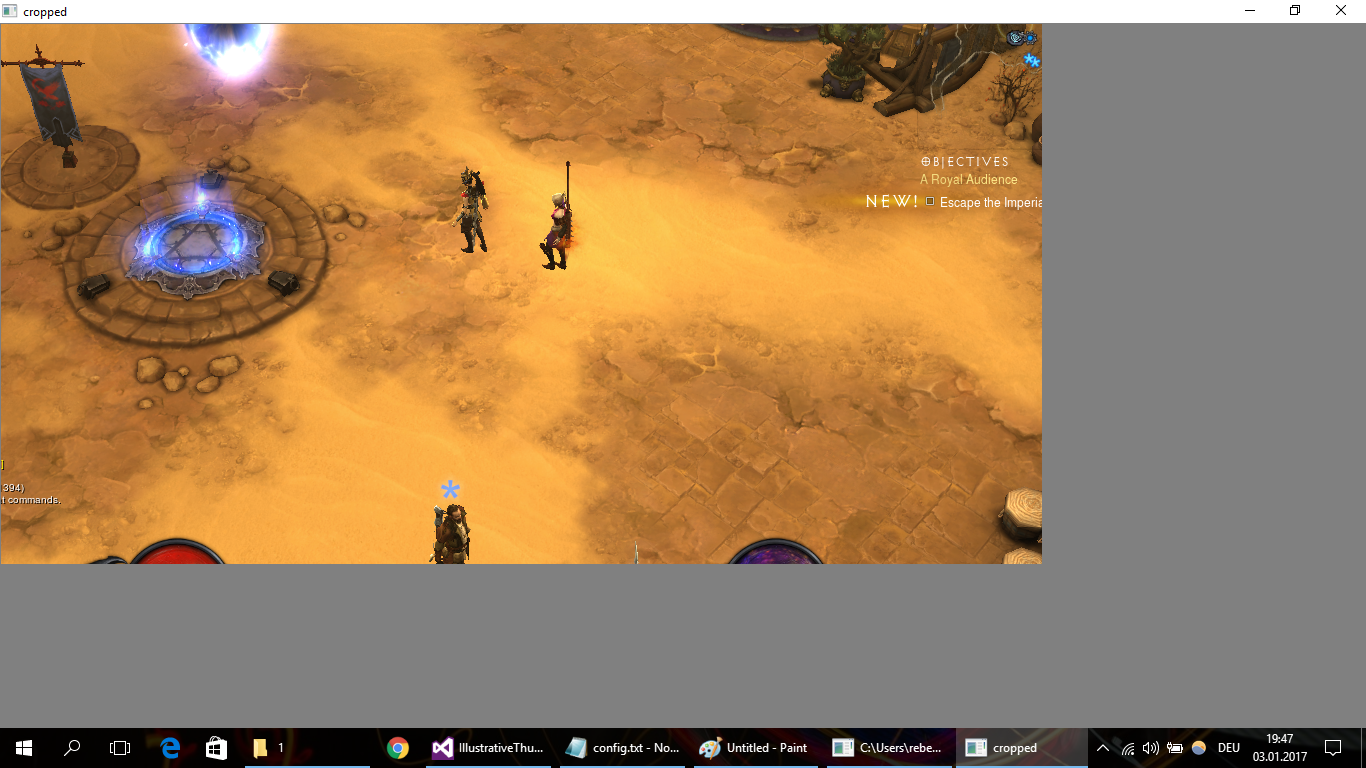 cropped
OBJECTIVES
A Royal Audience
NEW! Escape the Imperia
]
394)
t commands.
1
IllustrativeThu...
config.txt - No...
Untitled - Paint
C:\Users\rebe...
cropped
DEU
19:47
03.01.2017